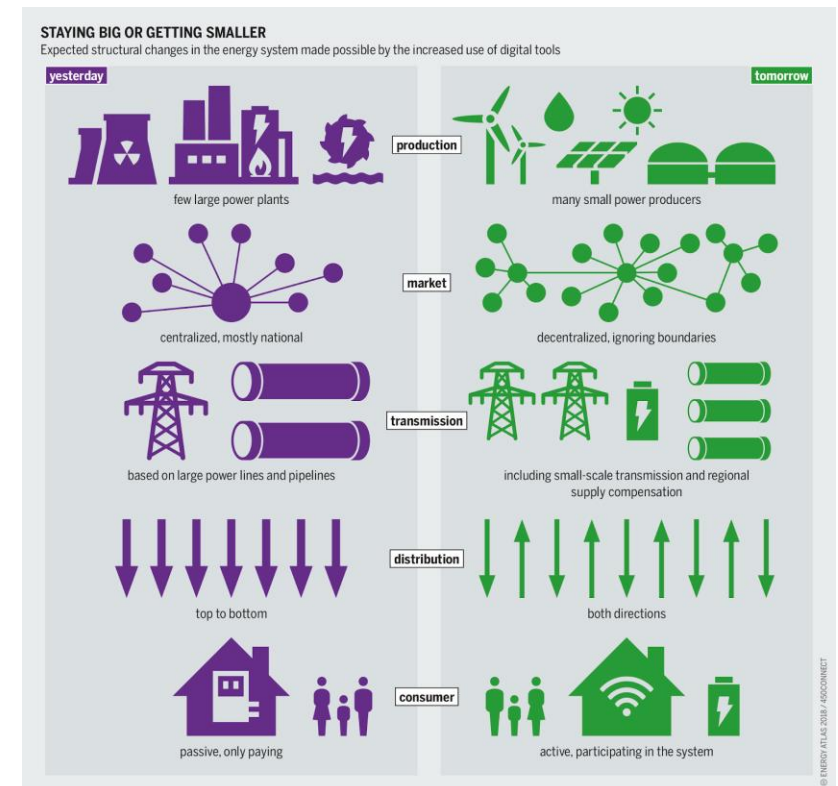 STAYING BIG OR GETTING SMALLER
Expected structural changes in the energy system made possible by the increased use of digital tools
yesterday
tomorrow
production
few large power plants
many small power producers
market
centralized, mostly national
decentralized, ignoring boundaries
transmission
based on large power lines and pipelines
including small-scale transmission and regional
supply compensation
distribution
top to bottom
both directions
consumer
passive, only paying
active, participating in the system
© ENERGY ATLAS 2018 / 450CONNECT